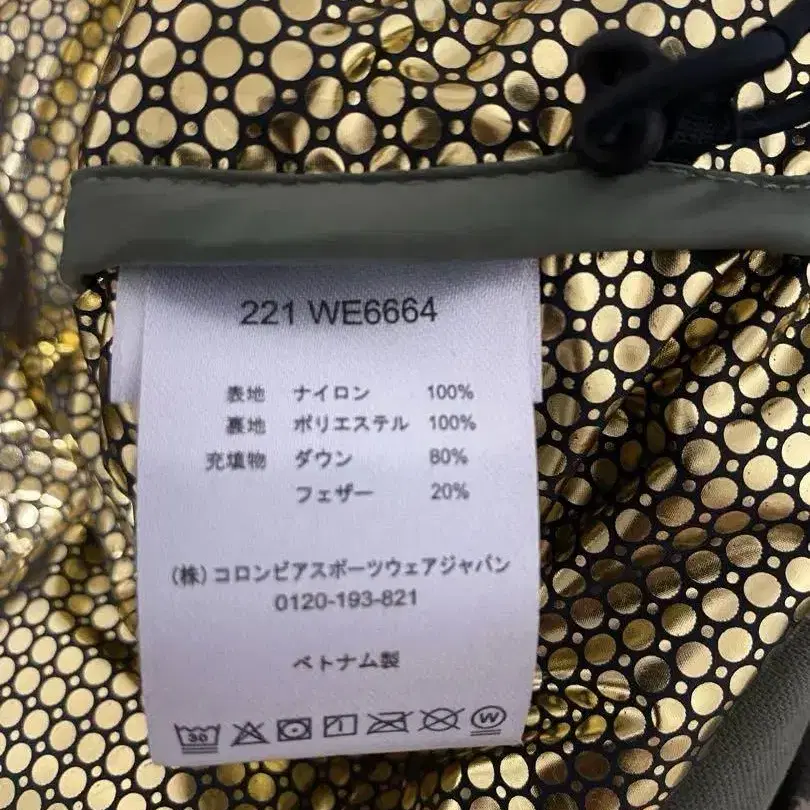 221 WE6664
表地 ナイロン 100%
裏地 ポリエステル 100%
充填物 ダウン 80%
フェザー 20%
(株)コロンビアスポーツウェアジャパン
0120-193-821
ベトナム製
30 W